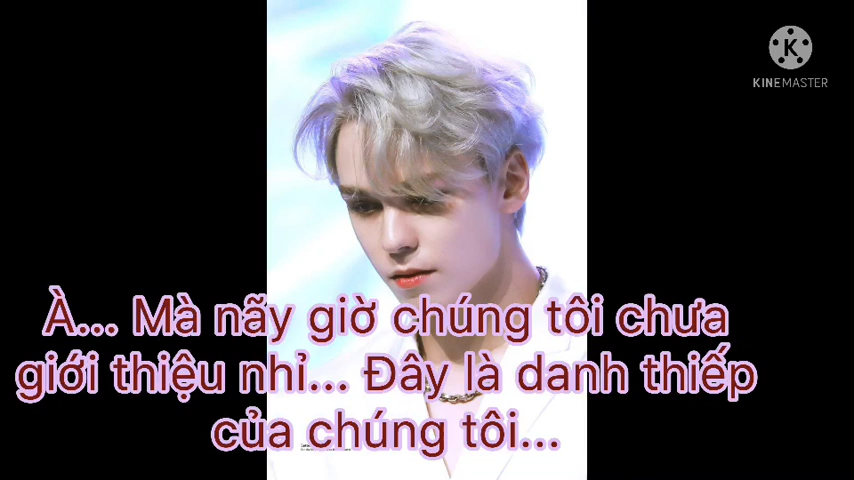 KINEMASTER
À... Mà nãy giờ chúng tôi chưa
giới thiệu nhỉ... Đây là danh thiếp
của chúng tôi...